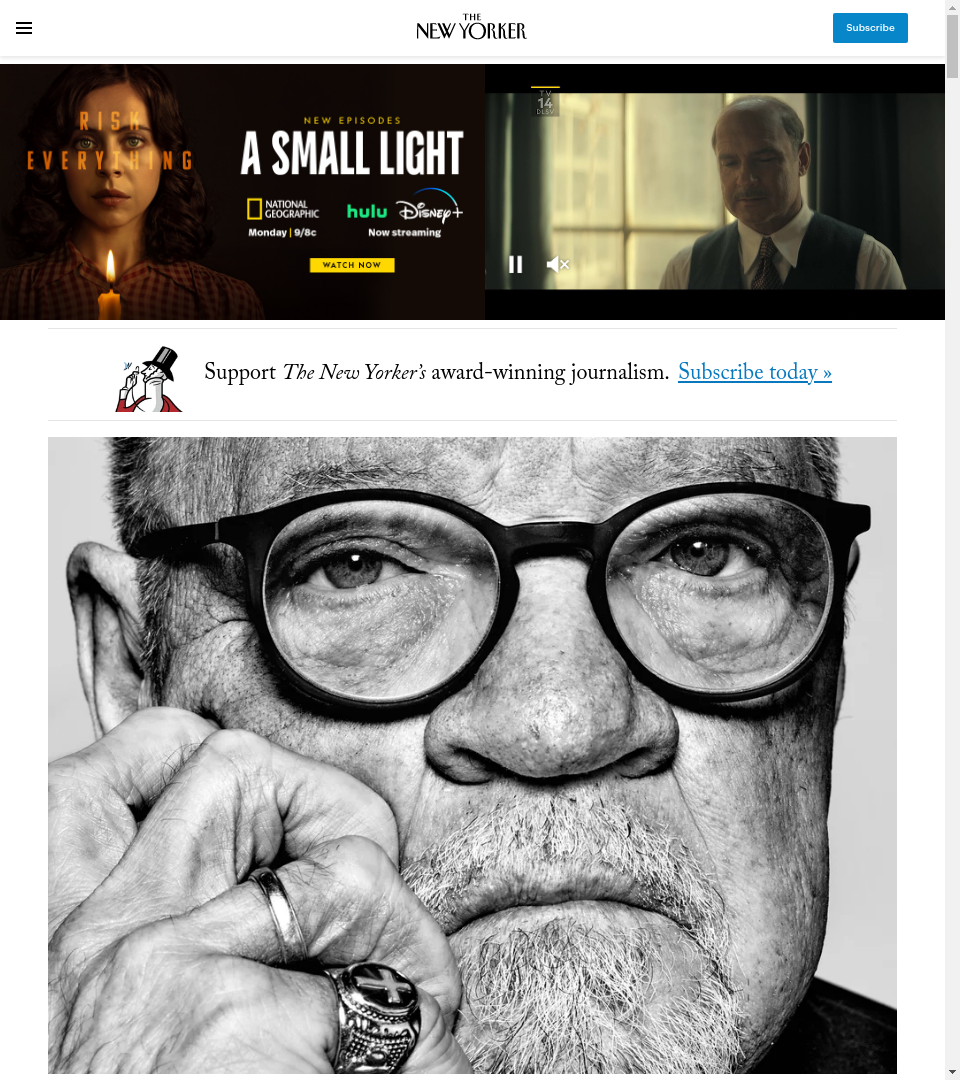 THE
NEW YORKER
Subscribe
RISK
EVERYTHING
NEW EPISODES
A SMALL LIGHT
NATIONAL
GEOGRAPHIC
hulu
Disney+
Monday | 9/8c
Now streaming
WATCH NOW
TV
14
DLSV
Support The New Yorker's award-winning journalism. Subscribe today »